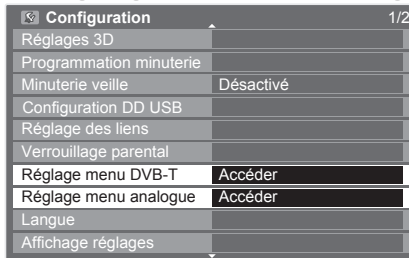 Configuration 1/2
Réglages 3D
Programmation minuterie
Minuterie veille Désactivé
Configuration DD USB
Réglage des liens
Verrouillage parental
Réglage menu DVB-T Accéder
Réglage menu analogue Accéder
Langue
Affichage réglages